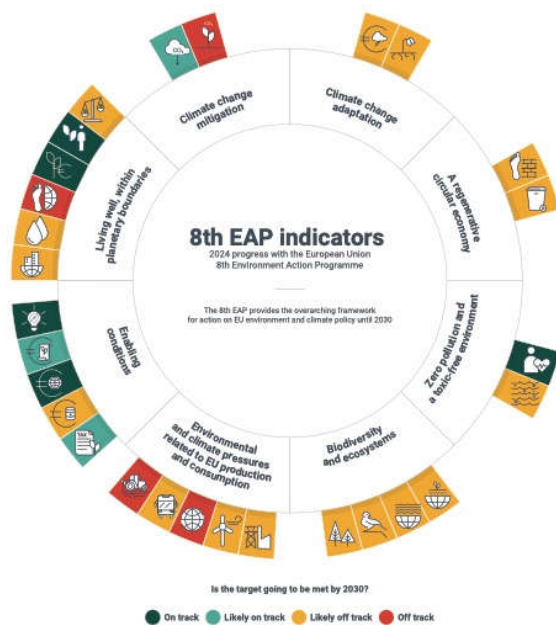 Climate change
mitigation
Climate change
adaptation
A regenerative
circular economy
Zero pollution and
a toxic-free environment
Biodiversity
and ecosystems
Environmental
and climate pressures
related to EU production
and consumption
Enabling
conditions
Living well, within
planetary boundaries
8th EAP indicators
2024 progress with the European Union
8th Environment Action Programme
The 8th EAP provides the overarching framework
for action on EU environment and climate policy until 2030
CO₂
CO₂
TAX
Is the target going to be met by 2030?
On track
Likely on track
Likely off track
Off track